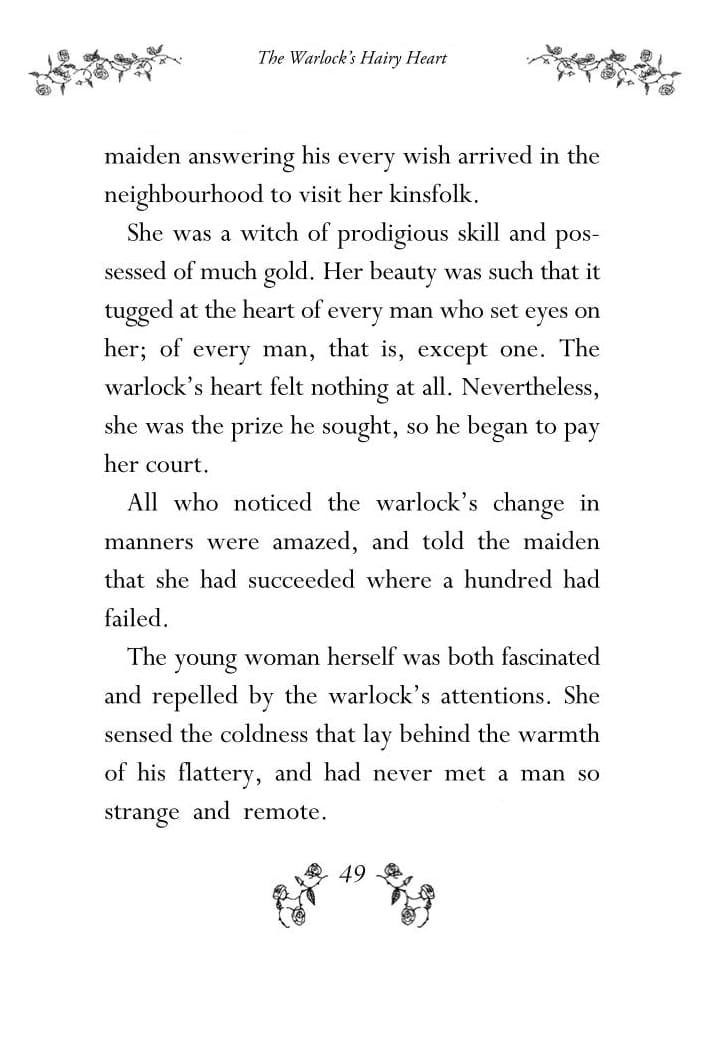 The Warlock's Hairy Heart
maiden answering his every wish arrived in the
neighbourhood to visit her kinsfolk.
She was a witch of prodigious skill and pos-
sessed of much gold. Her beauty was such that it
tugged at the heart of every man who set eyes on
her; of every man, that is, except one. The
warlock's heart felt nothing at all. Nevertheless,
she was the prize he sought, so he began to pay
her court.
All who noticed the warlock's change in
manners were amazed, and told the maiden
that she had succeeded where a hundred had
failed.
The young woman herself was both fascinated
and repelled by the warlock's attentions. She
sensed the coldness that lay behind the warmth
of his flattery, and had never met a man so
strange and remote.
49